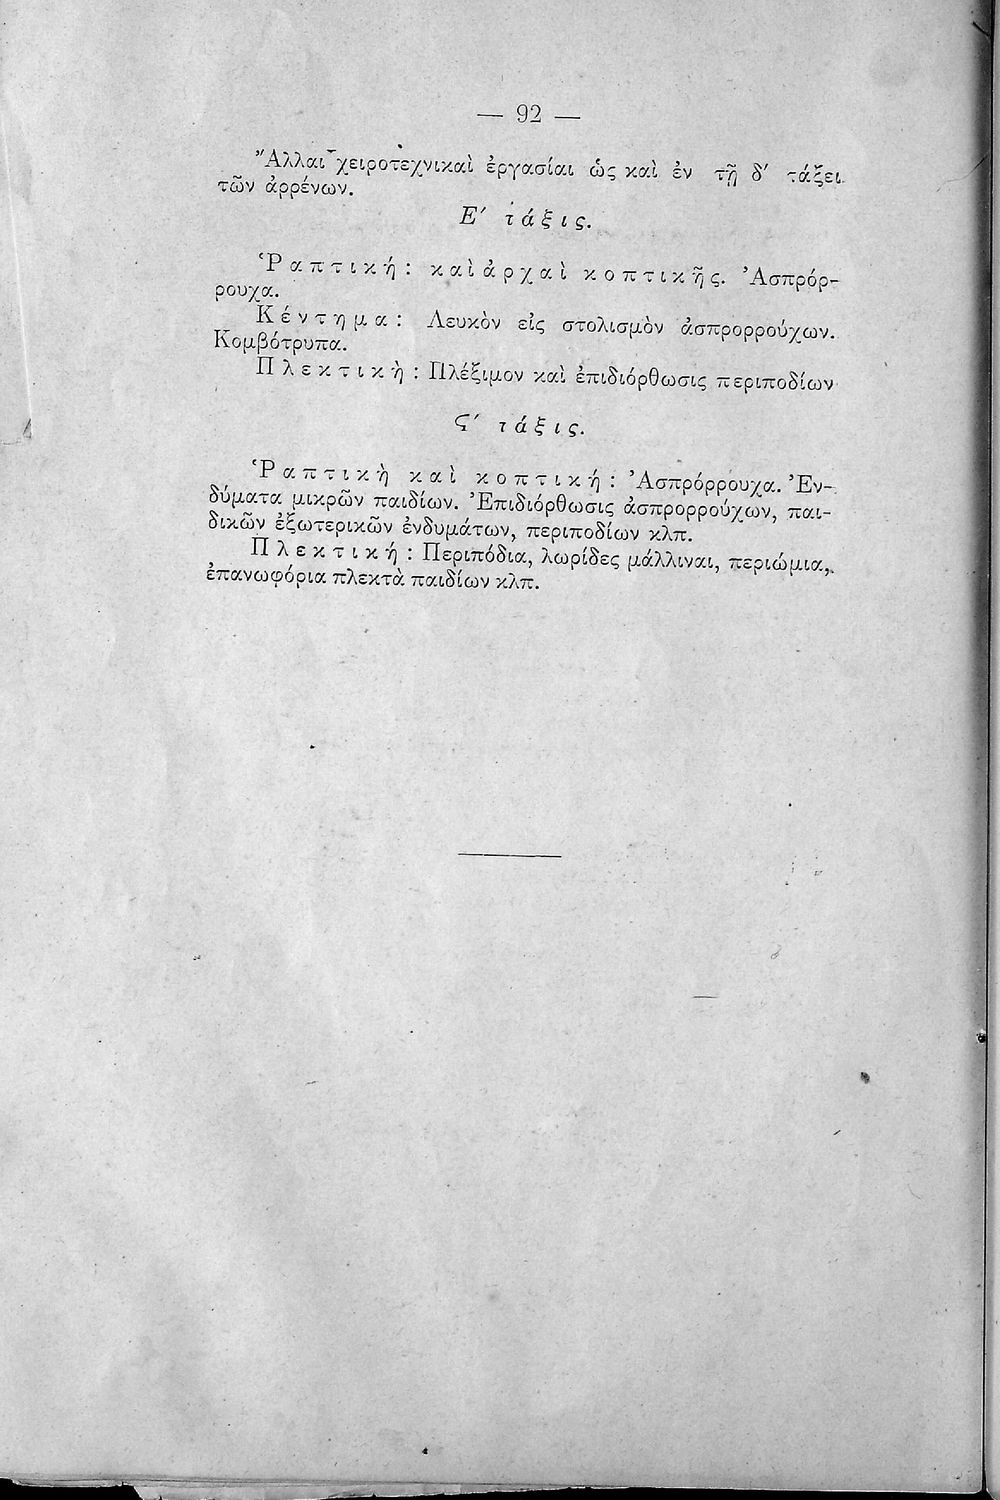 — 92 —
Ἄλλαι χειροτεχνικαὶ ἐργασίαι ὡς καὶ ἐν τῇ δ΄ τάξει
τῶν ἀρρένων.
Ε΄ τάξις.
Ῥαπτική: καὶ ἀρχαὶ κοπτικῆς. Ἀσπρόρ-
ρουχα.
Κέντημα: Λευκὸν εἰς στολισμὸν ἀσπρορρούχων.
Κομβότρυπα.
Πλεκτικὴ: Πλέξιμον καὶ ἐπιδιόρθωσις περιποδίων
Ϛ΄ τάξις.
Ῥαπτικὴ καὶ κοπτική: Ἀσπρόρρουχα. Ἐν-
δύματα μικρῶν παιδίων. Ἐπιδιόρθωσις ἀσπρορρούχων, παι-
δικῶν ἐξωτερικῶν ἐνδυμάτων, περιποδίων κλπ.
Πλεκτική: Περιπόδια, λωρίδες μάλλιναι, περιώμια,
ἐπανωφόρια πλεκτὰ παιδίων κλπ.